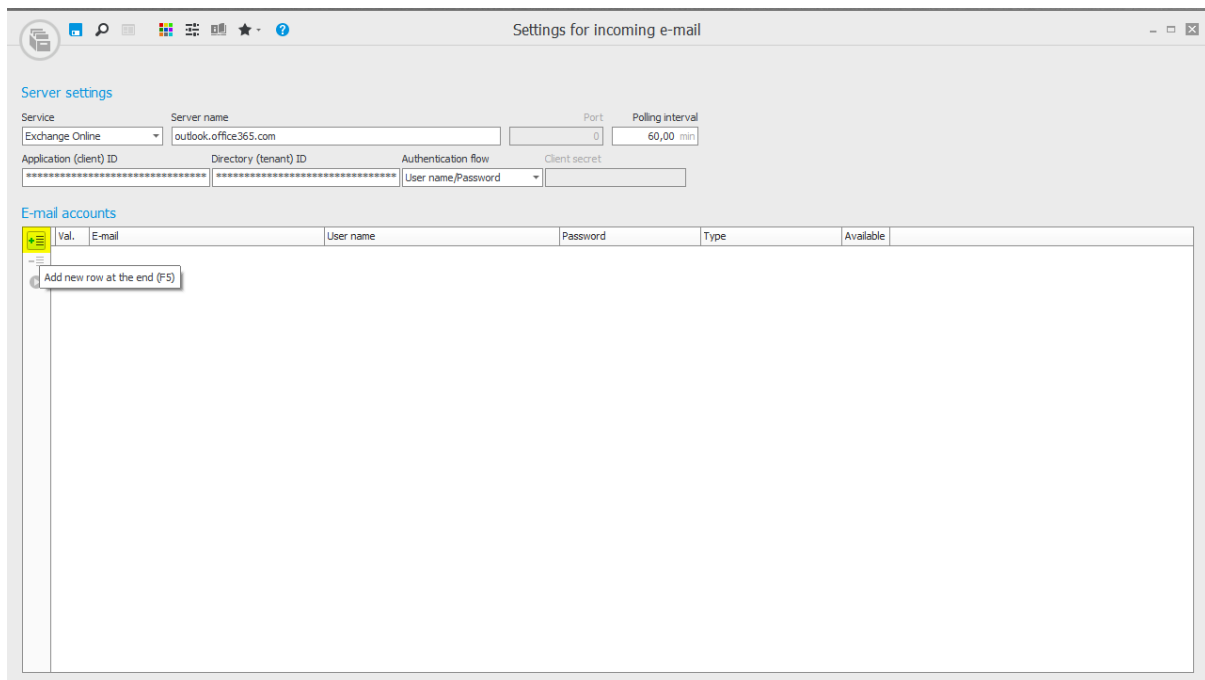 Settings for incoming e-mail
Server settings
Service Server name Port Polling interval
Exchange Online outlook.office365.com 0 60,00 min
Application (client) ID Directory (tenant) ID Authentication flow Client secret
******************************** ******************************** User name/Password
E-mail accounts
Val. E-mail User name Password Type Available
Add new row at the end (F5)